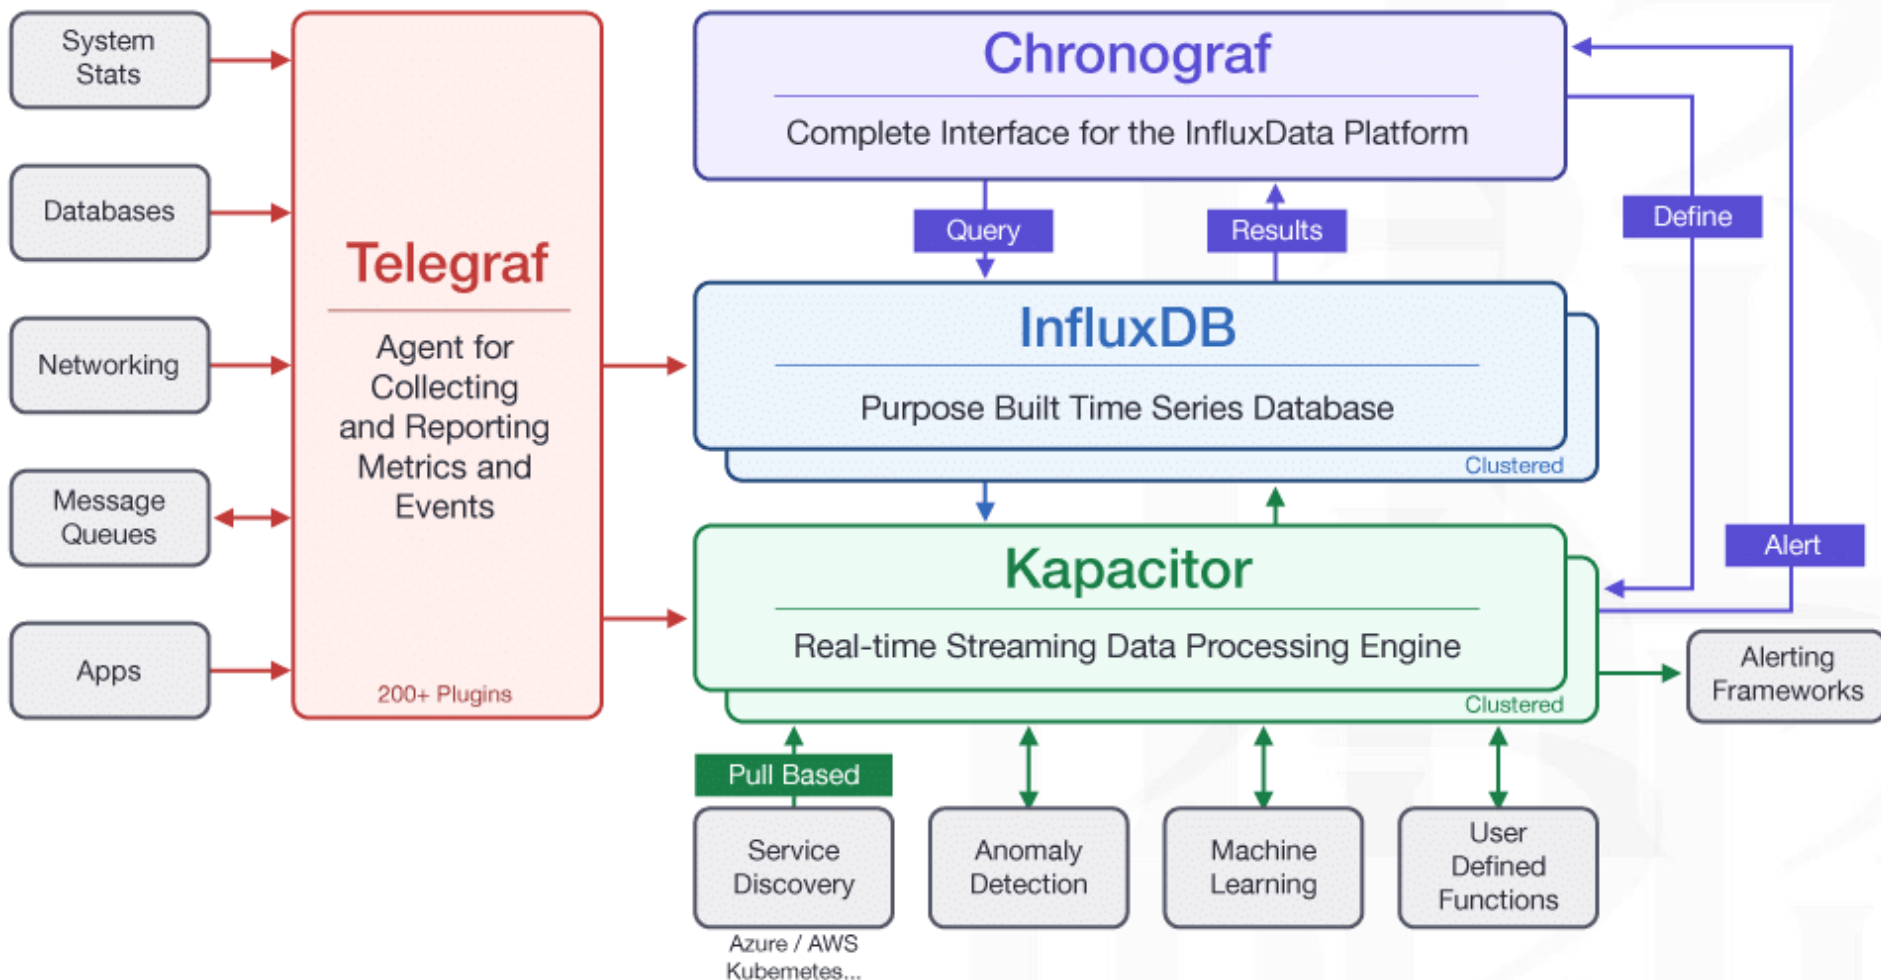 System
Stats
Databases
Networking
Message
Queues
Apps
Telegraf
Agent for
Collecting
and Reporting
Metrics and
Events
200+ Plugins
Chronograf
Complete Interface for the InfluxData Platform
Query
Results
Define
InfluxDB
Purpose Built Time Series Database
Clustered
Alert
Kapacitor
Real-time Streaming Data Processing Engine
Clustered
Alerting
Frameworks
Pull Based
Service
Discovery
Azure / AWS
Kubernetes...
Anomaly
Detection
Machine
Learning
User
Defined
Functions